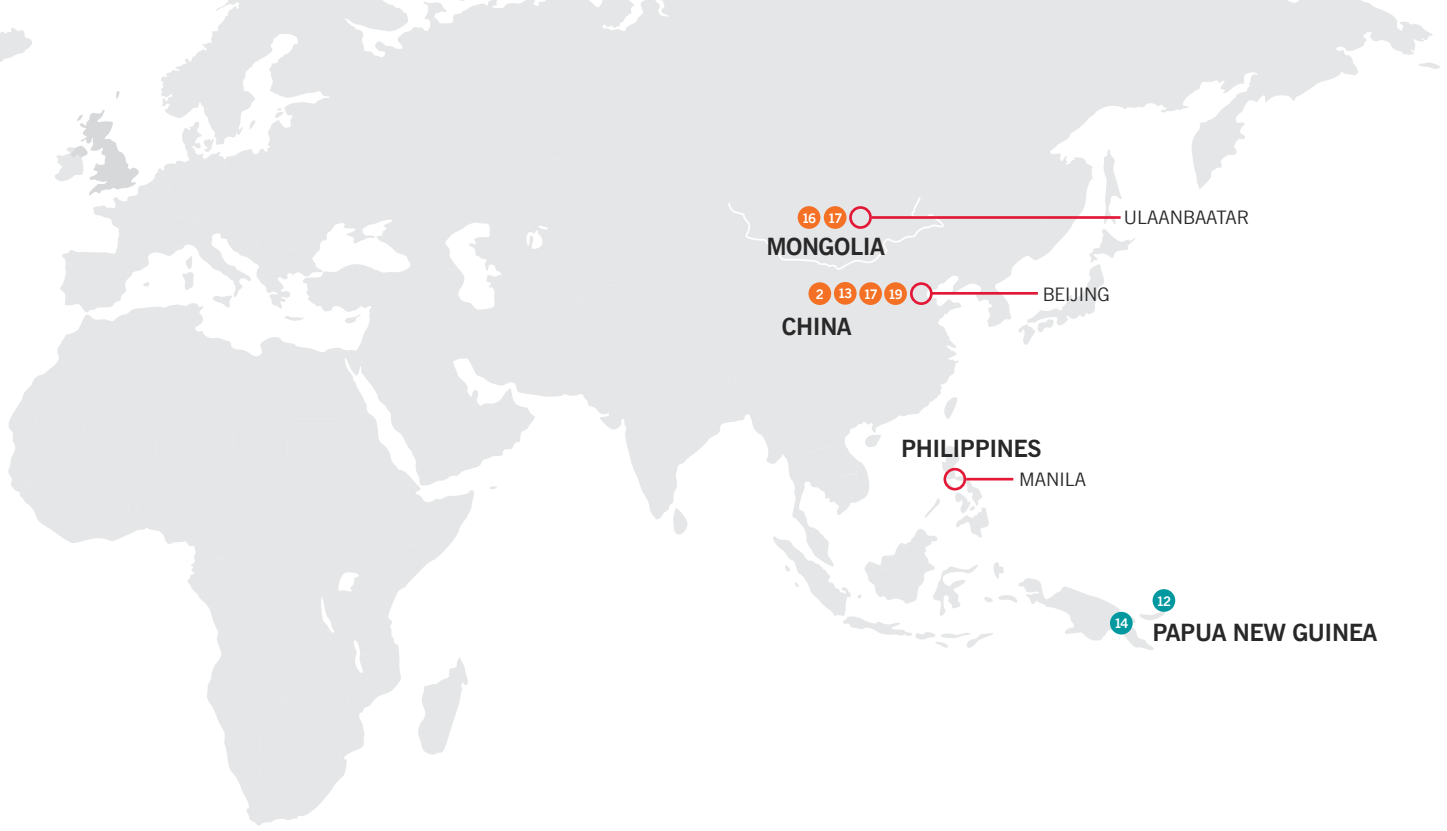 16 17 ULAANBAATAR
MONGOLIA
2 13 17 19 BEIJING
CHINA
PHILIPPINES
MANILA
12
14
PAPUA NEW GUINEA